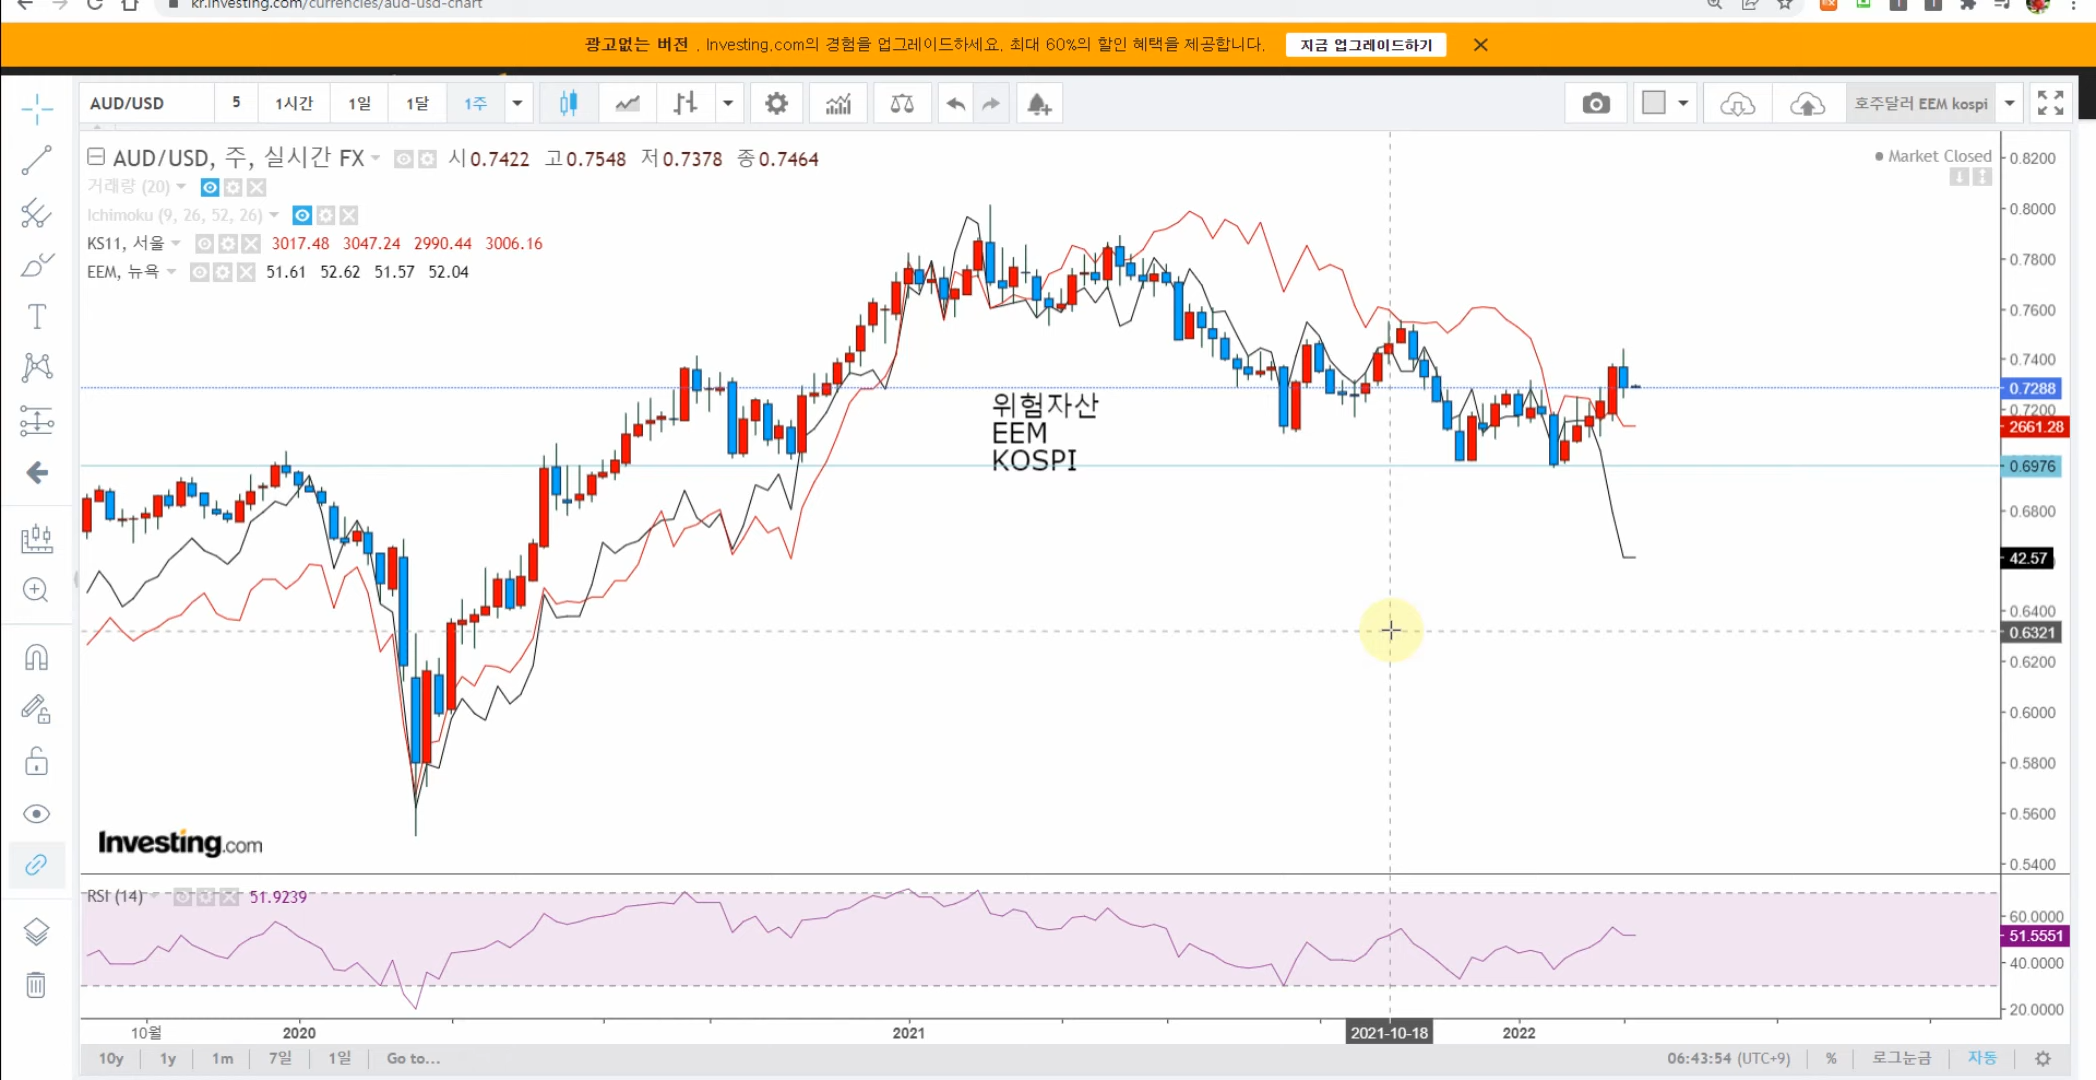 kr.investing.com/currencies/aud-usd-chart
광고없는 버전 . Investing.com의 경험을 업그레이드하세요. 최대 60%의 할인 혜택을 제공합니다. 지금 업그레이드하기
AUD/USD 5 1시간 1일 1달 1주 호주달러 EEM kospi
AUD/USD, 주, 실시간 FX 시0.7422 고0.7548 저0.7378 종0.7464
Market Closed
거래량 (20)
Ichimoku (9, 26, 52, 26)
KS11, 서울 3017.48 3047.24 2990.44 3006.16
EEM, 뉴욕 51.61 52.62 51.57 52.04
위험자산
EEM
KOSPI
0.8200
0.8000
0.7800
0.7600
0.7400
0.7288
0.7200
2661.28
0.6976
0.6800
42.57
0.6400
0.6321
0.6200
0.6000
0.5800
0.5600
0.5400
Investing.com
RSI (14) 51.9239
60.0000
51.5551
40.0000
20.0000
10월 2020 2021 2021-10-18 2022
10y 1y 1m 7일 1일 Go to... 06:43:54 (UTC+9) % 로그눈금 자동